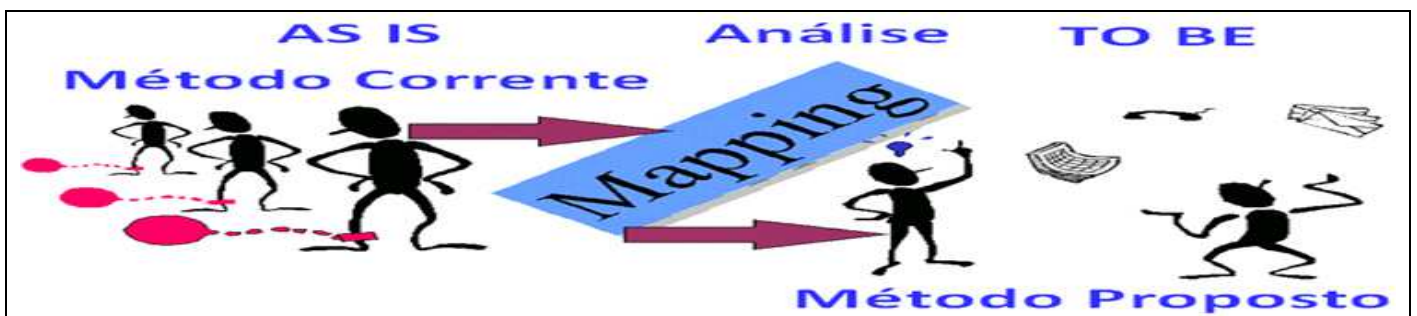 AS IS
Análise
TO BE
Método Corrente
Mapping
Método Proposto